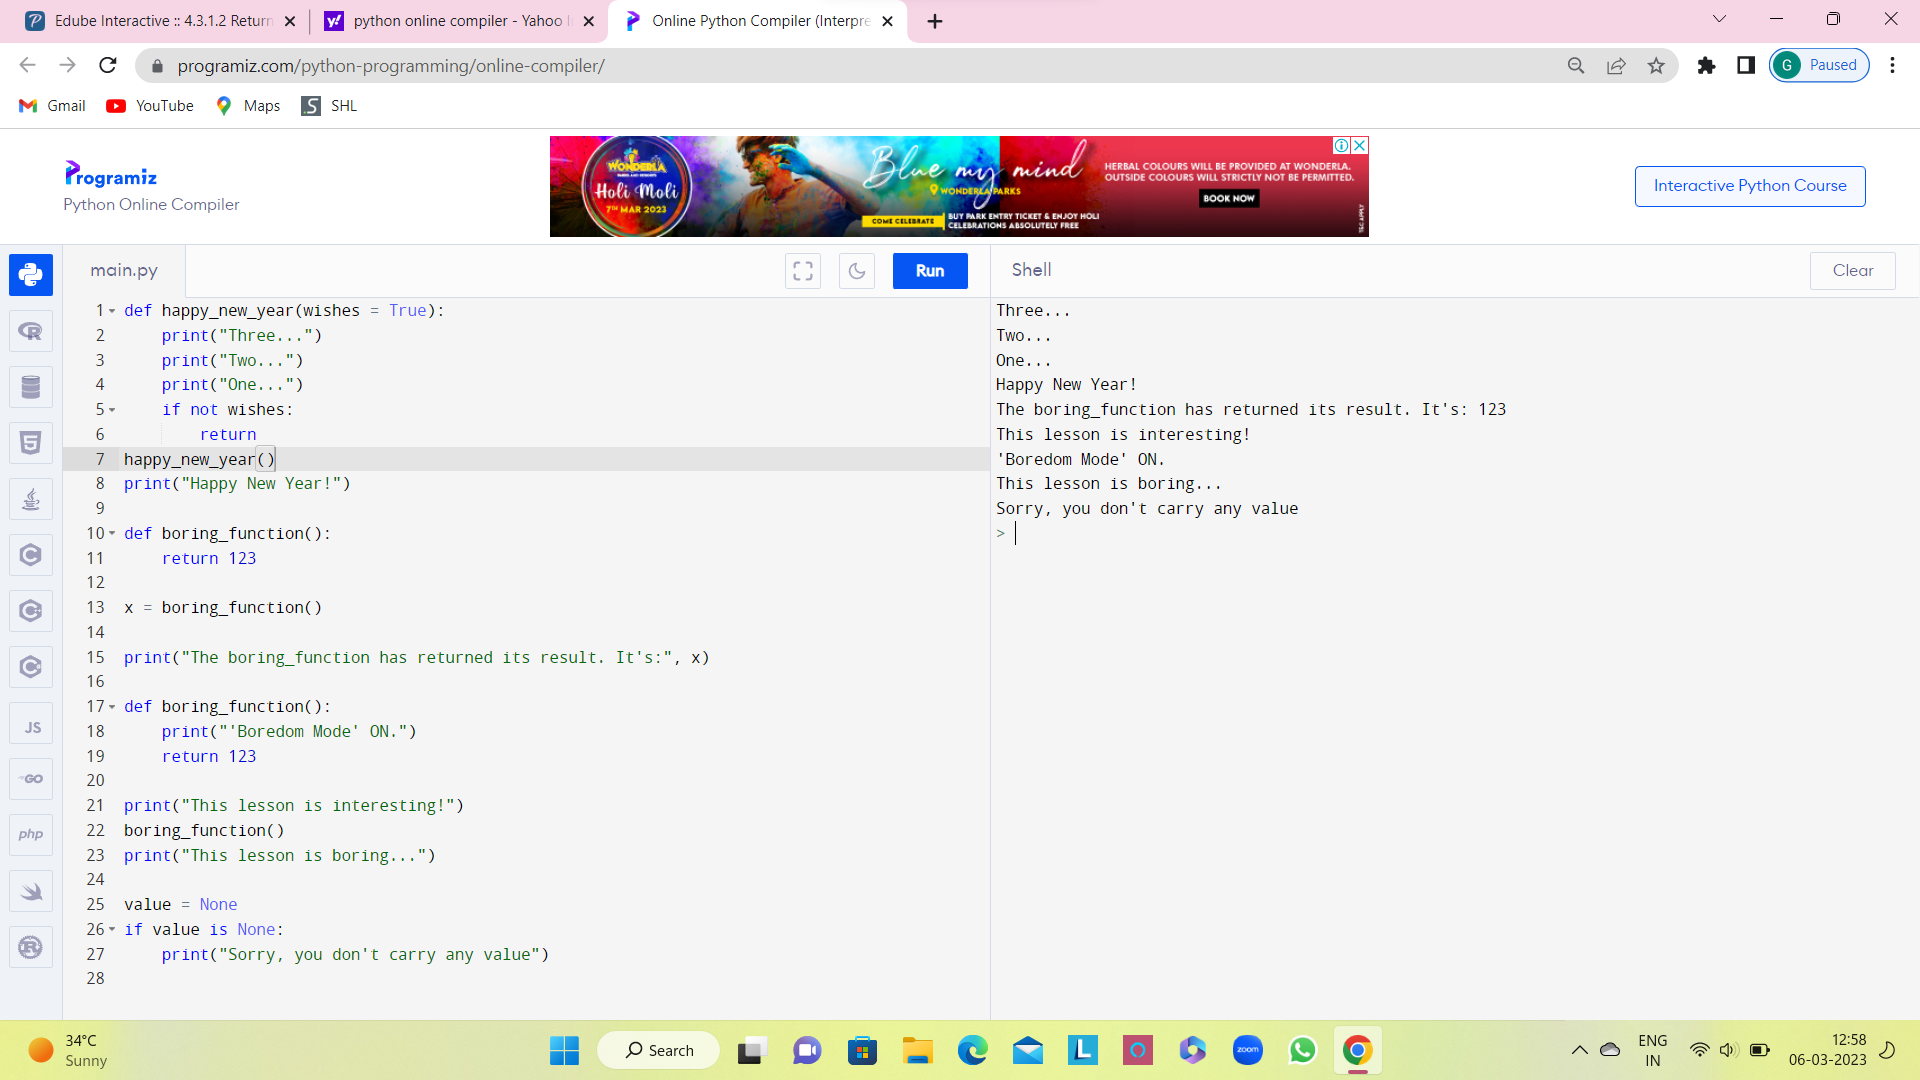 Edube Interactive :: 4.3.1.2 Return
python online compiler - Yahoo
Online Python Compiler (Interpre
programiz.com/python-programming/online-compiler/
G Paused
Gmail
YouTube
Maps
SHL
Programiz
Python Online Compiler
WONDERLA
Holi Moli
7TH MAR 2023
Blue my mind
WONDERLA PARKS
COME CELEBRATE
BUY PARK ENTRY TICKET & ENJOY HOLI
CELEBRATIONS ABSOLUTELY FREE
HERBAL COLOURS WILL BE PROVIDED AT WONDERLA.
OUTSIDE COLOURS WILL STRICTLY NOT BE PERMITTED.
BOOK NOW
T&C APPLY
Interactive Python Course
main.py
Run
Shell
Clear
1 def happy_new_year(wishes = True):
2 print("Three...")
3 print("Two...")
4 print("One...")
5 if not wishes:
6 return
7 happy_new_year()
8 print("Happy New Year!")
9
10 def boring_function():
11 return 123
12
13 x = boring_function()
14
15 print("The boring_function has returned its result. It's:", x)
16
17 def boring_function():
18 print("'Boredom Mode' ON.")
19 return 123
20
21 print("This lesson is interesting!")
22 boring_function()
23 print("This lesson is boring...")
24
25 value = None
26 if value is None:
27 print("Sorry, you don't carry any value")
28
Three...
Two...
One...
Happy New Year!
The boring_function has returned its result. It's: 123
This lesson is interesting!
'Boredom Mode' ON.
This lesson is boring...
Sorry, you don't carry any value
>
JS
GO
php
34°C
Sunny
Search
zoom
ENG
IN
12:58
06-03-2023